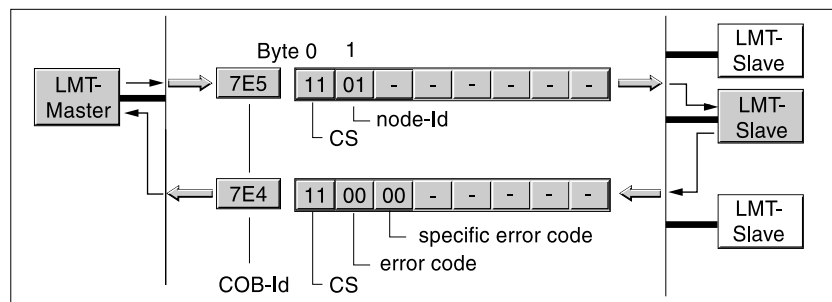 Byte 0 1
LMT-
Master
7E5
11 01 - - - - - -
node-Id
CS
LMT-
Slave
LMT-
Slave
7E4
11 00 00 - - - - -
specific error code
error code
CS
COB-Id
LMT-
Slave